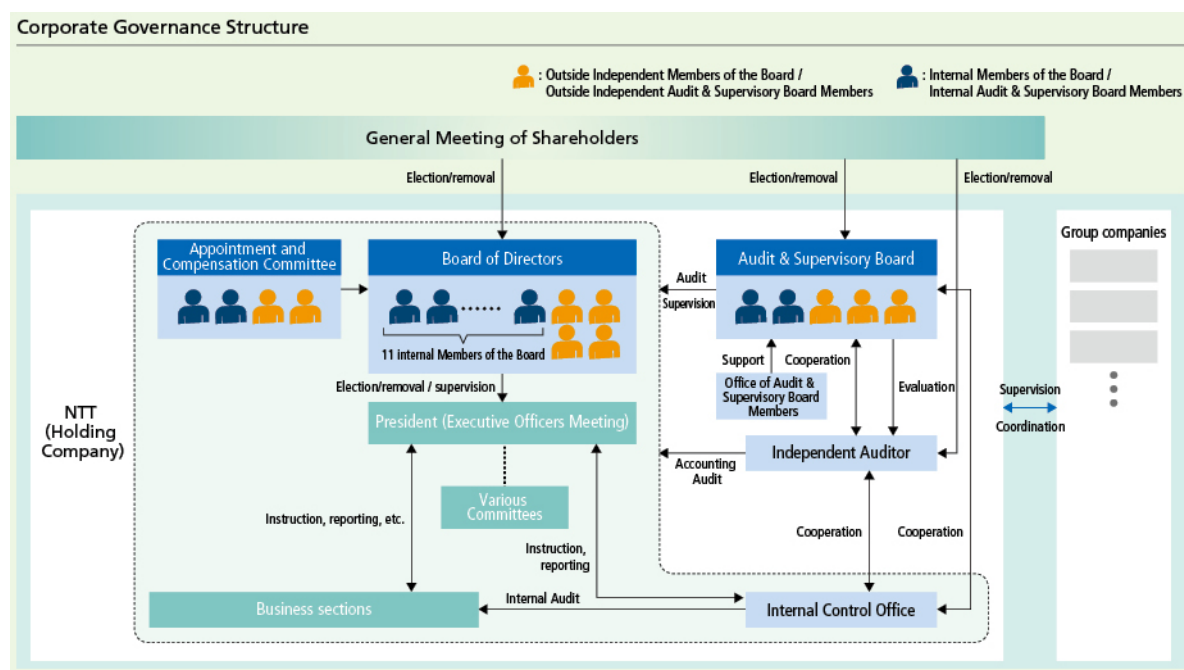 Corporate Governance Structure
: Outside Independent Members of the Board /
Outside Independent Audit & Supervisory Board Members
: Internal Members of the Board /
Internal Audit & Supervisory Board Members
General Meeting of Shareholders
Election/removal
Election/removal
Election/removal
Group companies
Appointment and
Compensation Committee
Board of Directors
Audit
Supervision
Audit & Supervisory Board
11 internal Members of the Board
Support
Cooperation
Evaluation
Office of Audit &
Supervisory Board
Members
Election/removal / supervision
Supervision
Coordination
NTT
(Holding
Company)
President (Executive Officers Meeting)
Accounting
Audit
Independent Auditor
Various
Committees
Instruction, reporting, etc.
Instruction,
reporting
Cooperation
Cooperation
Business sections
Internal Audit
Internal Control Office